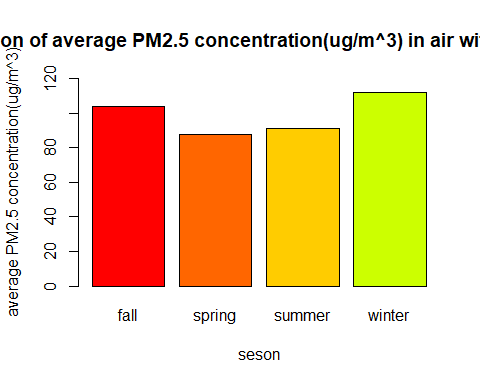 on of average PM2.5 concentration(ug/m^3) in air wi
average PM2.5 concentration(ug/m^3)
120
80
60
40
20
0
fall spring summer winter
seson